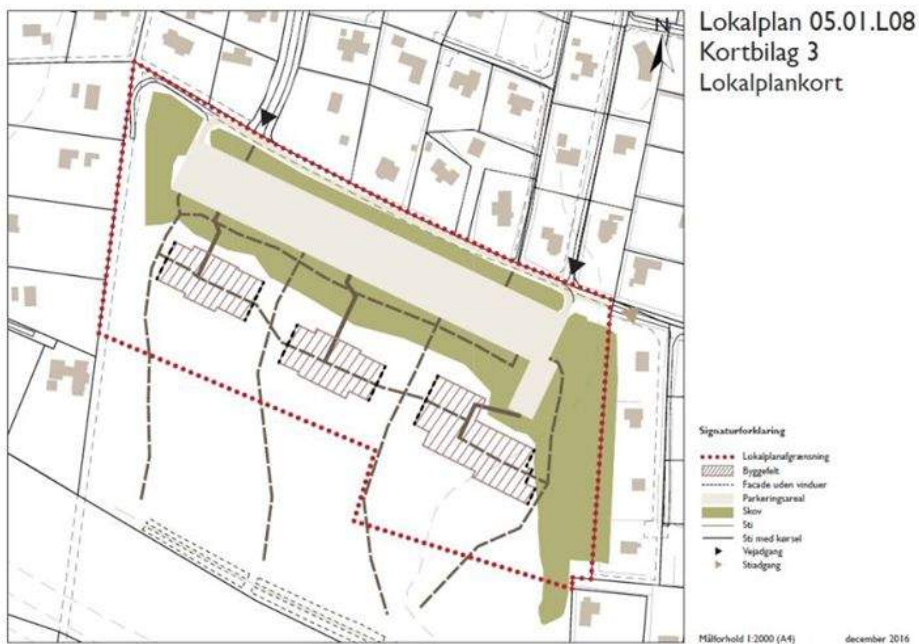 Lokalplan 05.01.L08
Kortbilag 3
Lokalplankort
N
Signaturforklaring
Lokalplanafgrænsning
Byggefelt
Facade uden vinduer
Parkeringsareal
Skov
Sti
Sti med kørsel
Vejadgang
Stiadgang
Målforhold 1:2000 (A4) december 2016